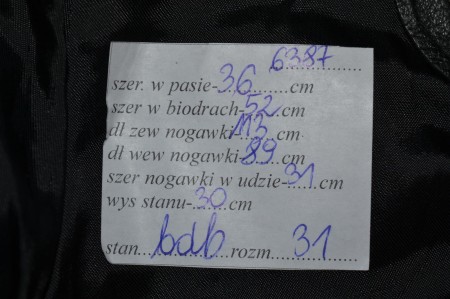 6387
szer. w pasie-36 cm
szer w biodrach-52 cm
dł zew nogawki-113 cm
dł wew nogawki-89 cm
szer nogawki w udzie-31 cm
wys stanu-30 cm
stan bdb rozm. 31